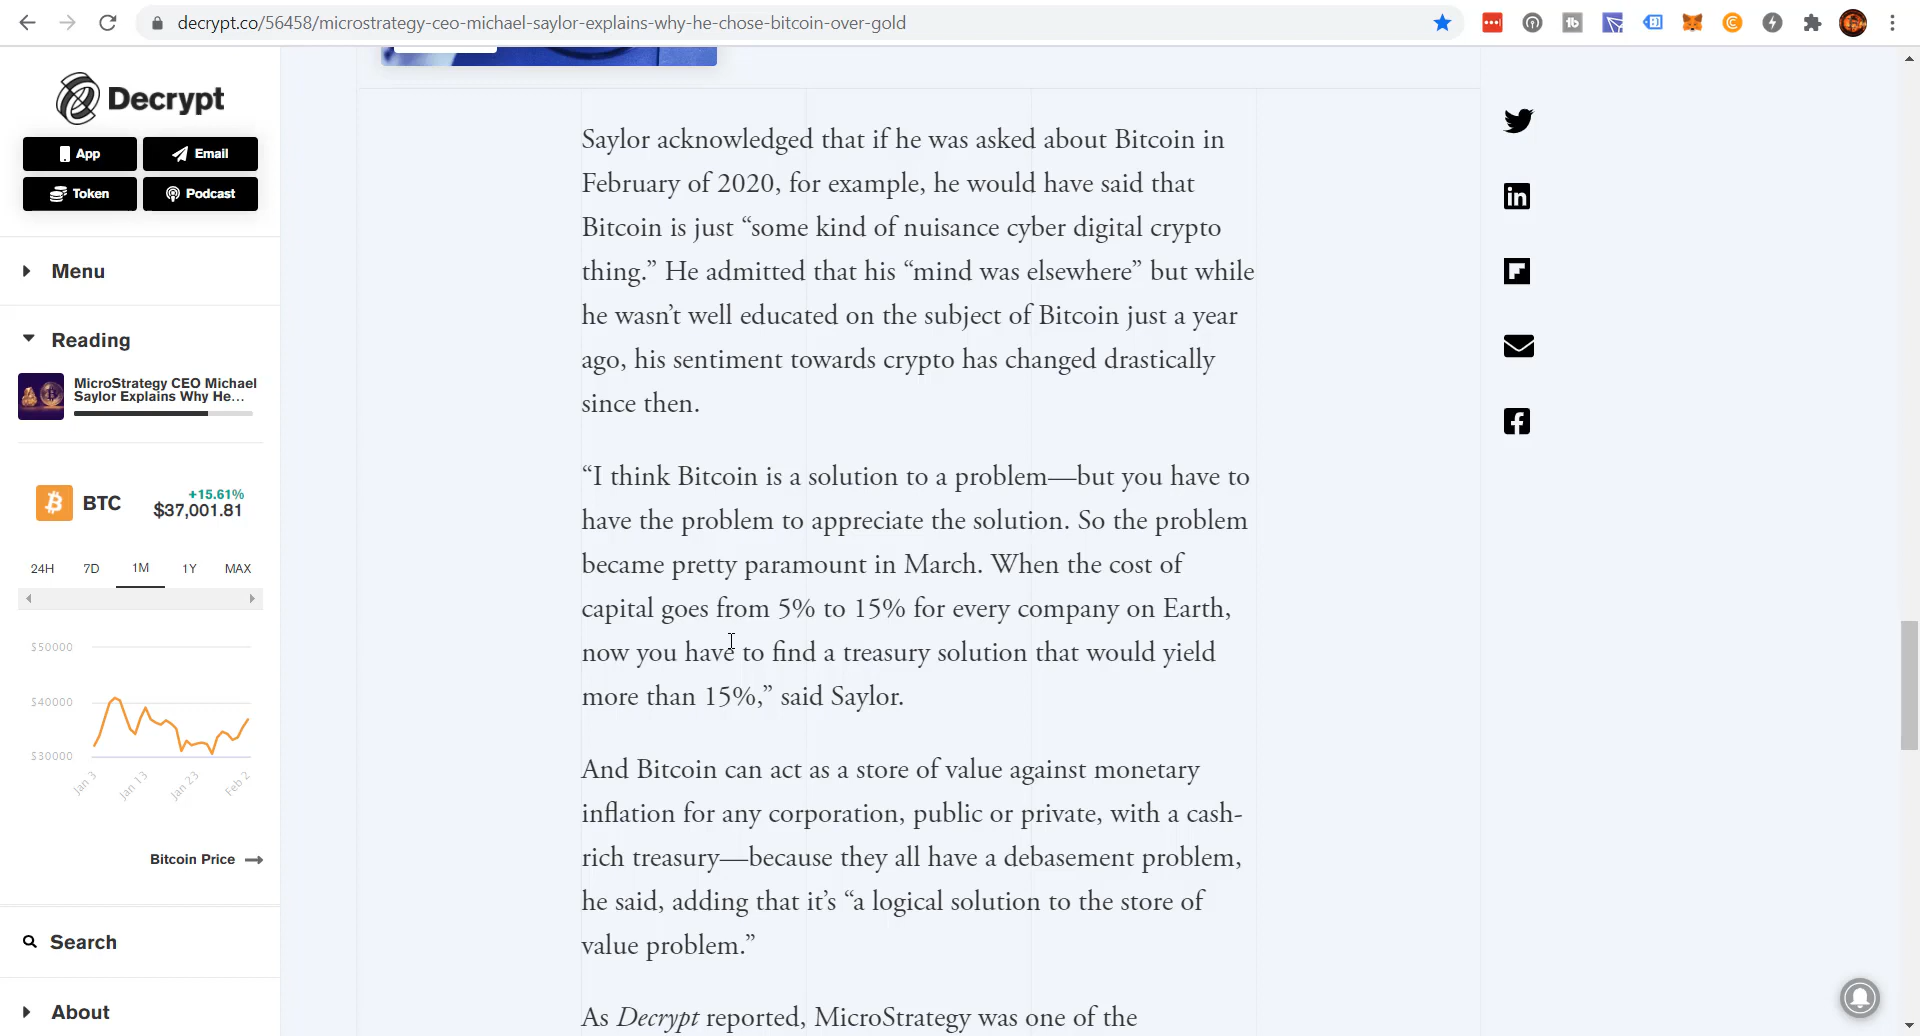 decrypt.co/56458/microstrategy-ceo-michael-saylor-explains-why-he-chose-bitcoin-over-gold
Decrypt
App
Email
Token
Podcast
Menu
Reading
MicroStrategy CEO Michael
Saylor Explains Why He...
BTC
+15.61%
$37,001.81
24H 7D 1M 1Y MAX
$50000
$40000
$30000
Jan 3 Jan 13 Jan 23 Feb 2
Bitcoin Price
Search
About
Saylor acknowledged that if he was asked about Bitcoin in
February of 2020, for example, he would have said that
Bitcoin is just “some kind of nuisance cyber digital crypto
thing.” He admitted that his “mind was elsewhere” but while
he wasn’t well educated on the subject of Bitcoin just a year
ago, his sentiment towards crypto has changed drastically
since then.
“I think Bitcoin is a solution to a problem—but you have to
have the problem to appreciate the solution. So the problem
became pretty paramount in March. When the cost of
capital goes from 5% to 15% for every company on Earth,
now you have to find a treasury solution that would yield
more than 15%,” said Saylor.
And Bitcoin can act as a store of value against monetary
inflation for any corporation, public or private, with a cash-
rich treasury—because they all have a debasement problem,
he said, adding that it’s “a logical solution to the store of
value problem.”
As Decrypt reported, MicroStrategy was one of the